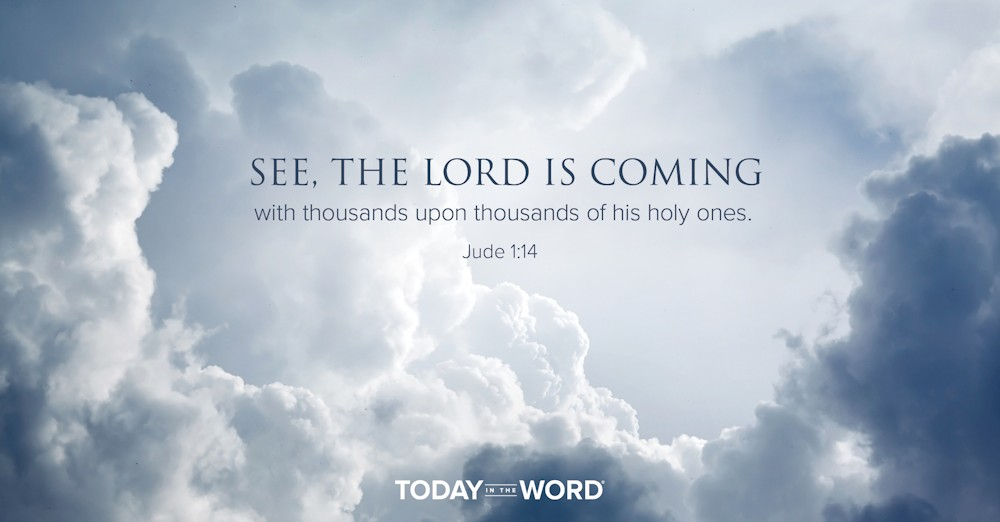 SEE, THE LORD IS COMING
with thousands upon thousands of his holy ones.
Jude 1:14
TODAY IN THE WORD®